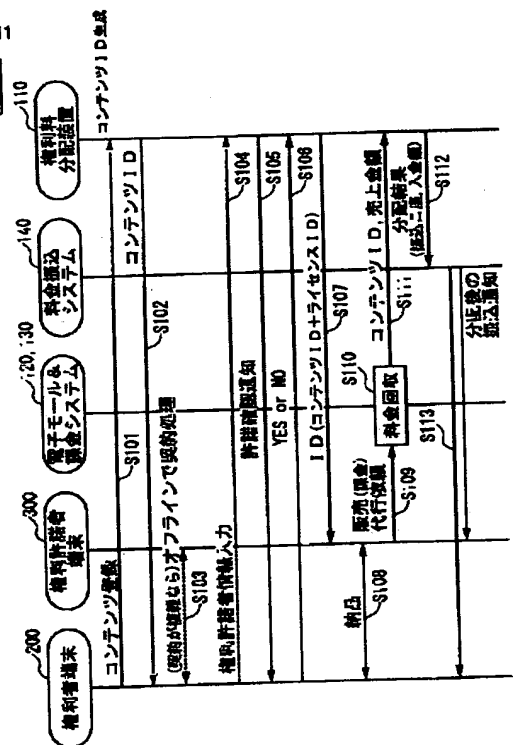 200
権利者端末
300
権利許諾者
端末
120,130
電子モール&
課金システム
140
料金振込
システム
110
権利料
分配装置
コンテンツID生成
コンテンツ登録
S101
コンテンツID
S102
(契約が複雑なら)オフラインで契約処理
S103
権利許諾者情報入力
S104
許諾確認通知
S105
YES or NO
S106
ID(コンテンツID+ライセンスID)
S107
納品
S108
販売(課金)
代行依頼
S109
料金回収
S110
コンテンツID,売上金額
S111
分配結果
(振込口座,入金額)
S112
分配後の
振込通知
S113